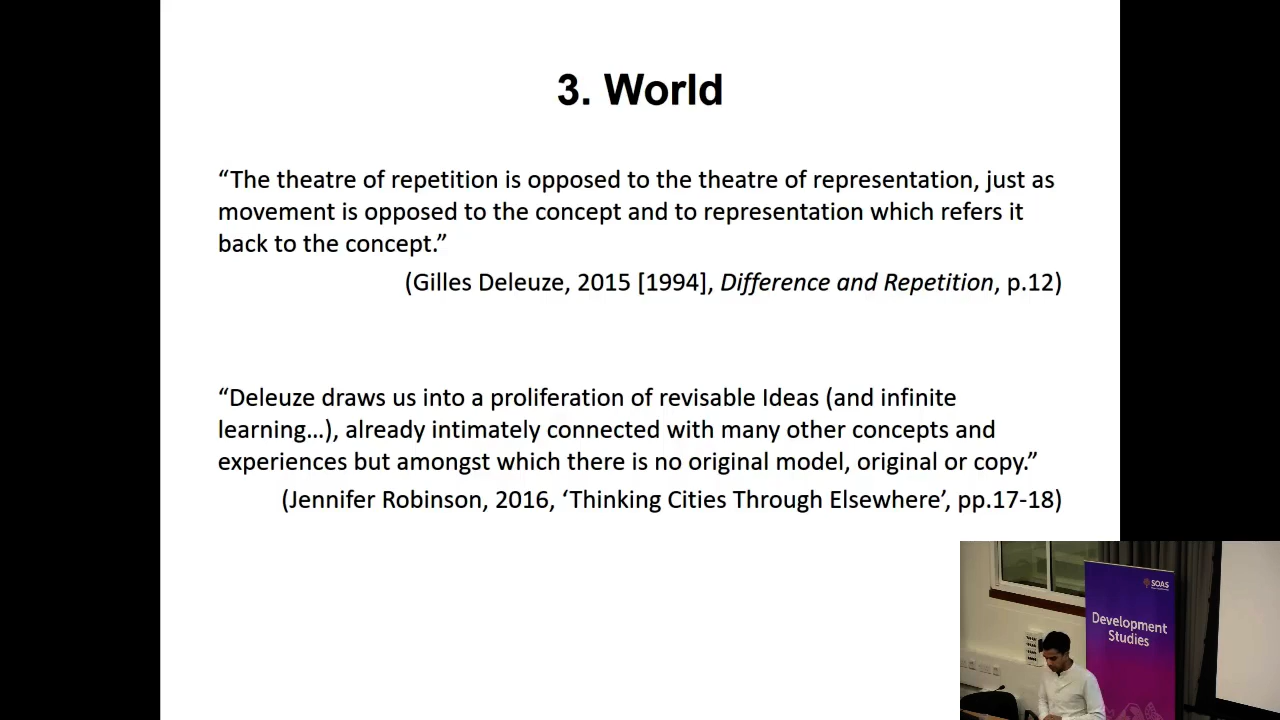 3. World
“The theatre of repetition is opposed to the theatre of representation, just as
movement is opposed to the concept and to representation which refers it
back to the concept.”
(Gilles Deleuze, 2015 [1994], Difference and Repetition, p.12)
“Deleuze draws us into a proliferation of revisable Ideas (and infinite
learning…), already intimately connected with many other concepts and
experiences but amongst which there is no original model, original or copy.”
(Jennifer Robinson, 2016, ‘Thinking Cities Through Elsewhere’, pp.17-18)
SOAS
Development
Studies